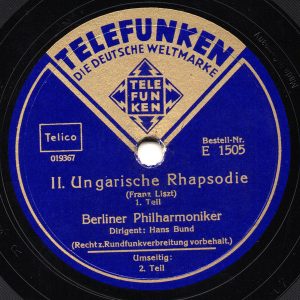 TELEFUNKEN
DIE DEUTSCHE WELTMARKE
TELE
FUN
KEN
Telico
019367
Bestell-Nr.
E 1505
II. Ungarische Rhapsodie
(Franz Liszt)
1. Teil
Berliner Philharmoniker
Dirigent: Hans Bund
(Recht z. Rundfunkverbreitung vorbehalt.)
Umseitig:
2. Teil